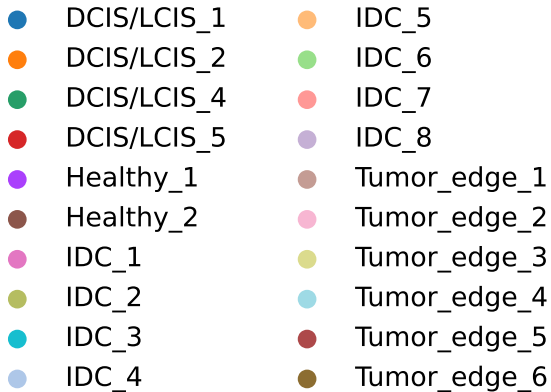 DCIS/LCIS_1
DCIS/LCIS_2
DCIS/LCIS_4
DCIS/LCIS_5
Healthy_1
Healthy_2
IDC_1
IDC_2
IDC_3
IDC_4
IDC_5
IDC_6
IDC_7
IDC_8
Tumor_edge_1
Tumor_edge_2
Tumor_edge_3
Tumor_edge_4
Tumor_edge_5
Tumor_edge_6